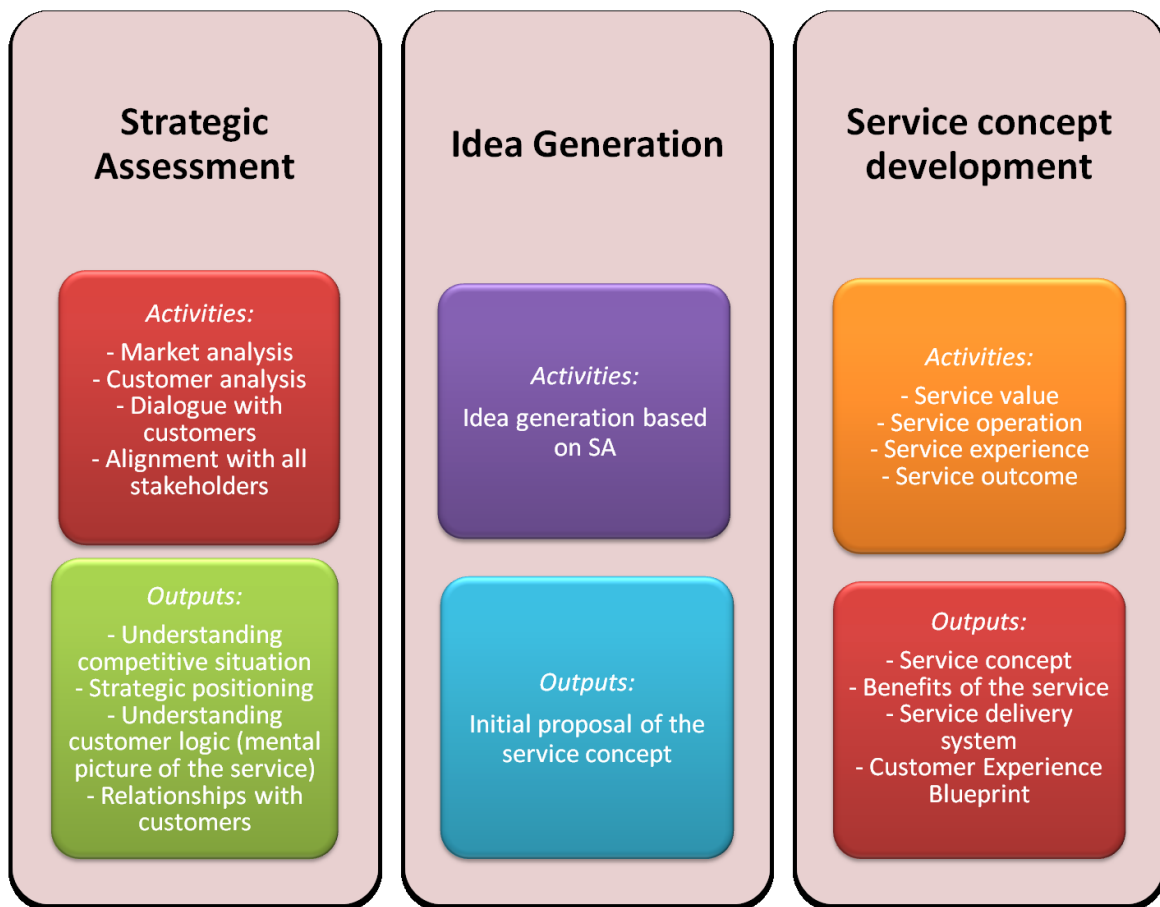 Strategic
Assessment
Activities:
- Market analysis
- Customer analysis
- Dialogue with
customers
- Alignment with all
stakeholders
Outputs:
- Understanding
competitive situation
- Strategic positioning
- Understanding
customer logic (mental
picture of the service)
- Relationships with
customers
Idea Generation
Activities:
Idea generation based
on SA
Outputs:
Initial proposal of the
service concept
Service concept
development
Activities:
- Service value
- Service operation
- Service experience
- Service outcome
Outputs:
- Service concept
- Benefits of the service
- Service delivery
system
- Customer Experience
Blueprint